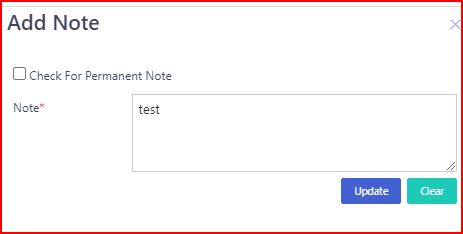 Add Note
Check For Permanent Note
Note*
test
Update Clear